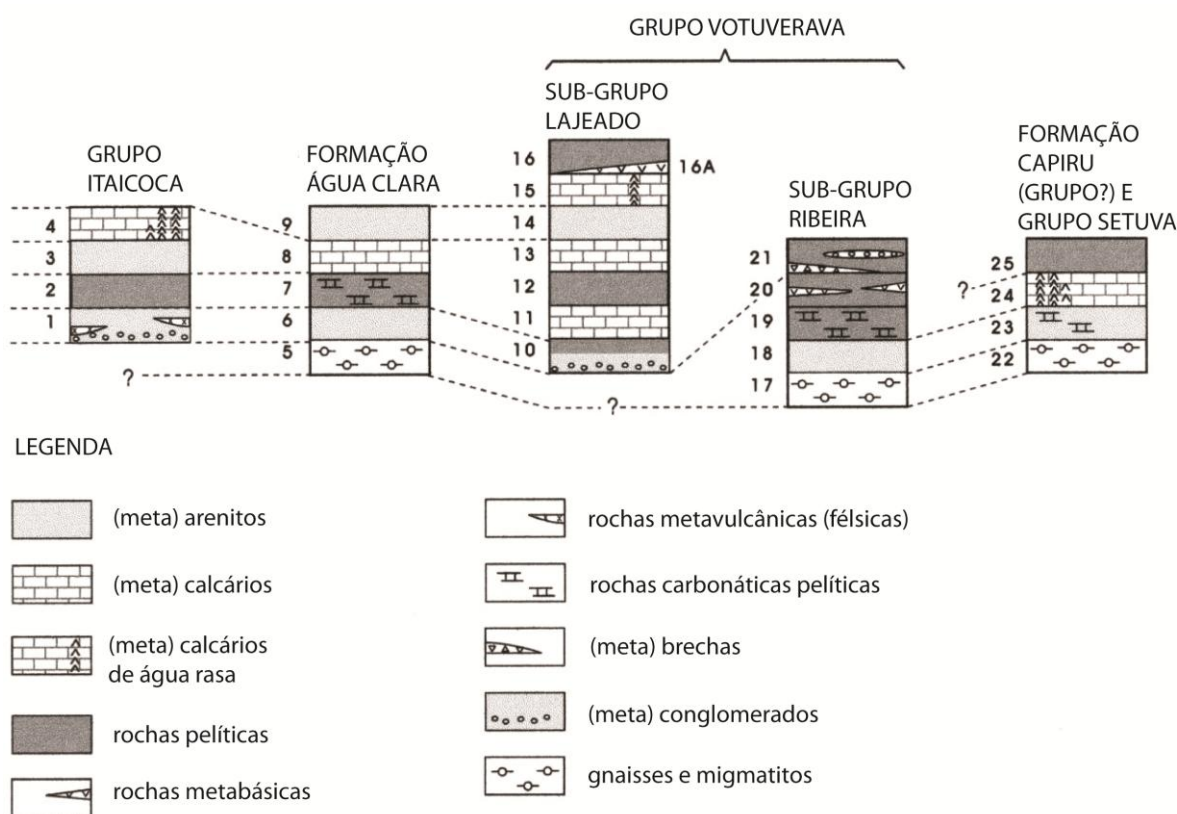 GRUPO VOTUVERAVA
SUB-GRUPO
LAJEADO
GRUPO
ITAICOCA
FORMAÇÃO
ÁGUA CLARA
SUB-GRUPO
RIBEIRA
FORMAÇÃO
CAPIRU
(GRUPO?) E
GRUPO SETUVA
4
3
2
1
?
9
8
7
6
5
16
16A
15
14
13
12
11
10
?
21
20
19
18
17
?
25
24
23
22
LEGENDA
(meta) arenitos
(meta) calcários
(meta) calcários
de água rasa
rochas pelíticas
rochas metabásicas
rochas metavulcânicas (félsicas)
rochas carbonáticas pelíticas
(meta) brechas
(meta) conglomerados
gnaisses e migmatitos